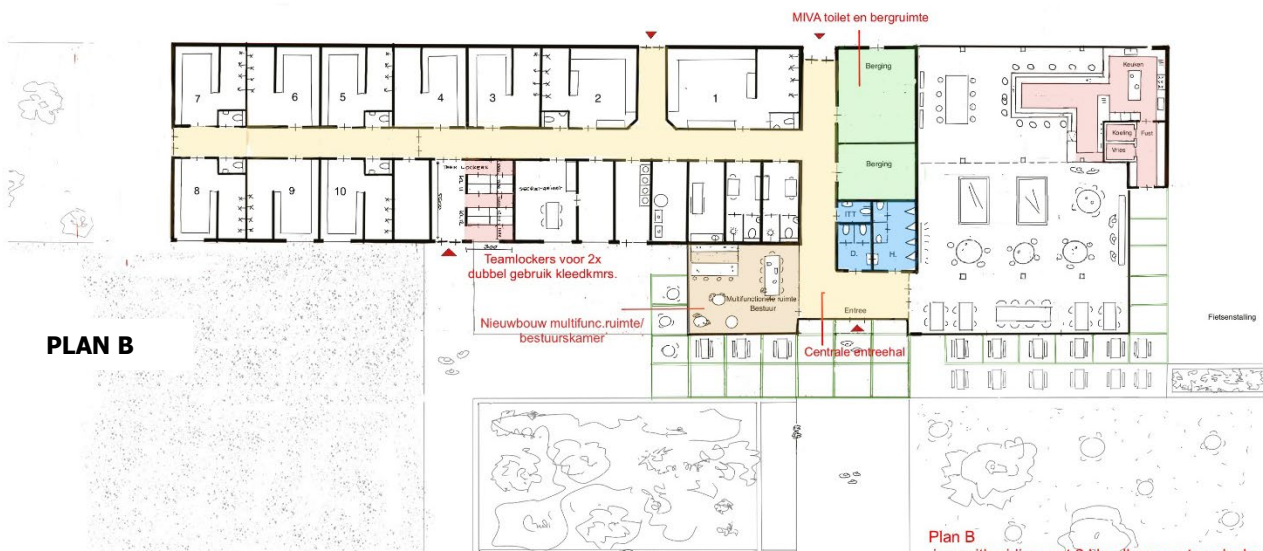 MIVA toilet en bergruimte
Berging
Keuken
7
6
5
4
3
2
1
Koeling
Fust
Vries
Berging
8
9
10
ITT
D.
H.
Teamlockers voor 2x
dubbel gebruik kleedkmrs.
Multifunctionele ruimte
Bestuur
Entree
Nieuwbouw multifunc.ruimte/
bestuurskamer
Centrale entreehal
Fietsenstalling
PLAN B
Plan B